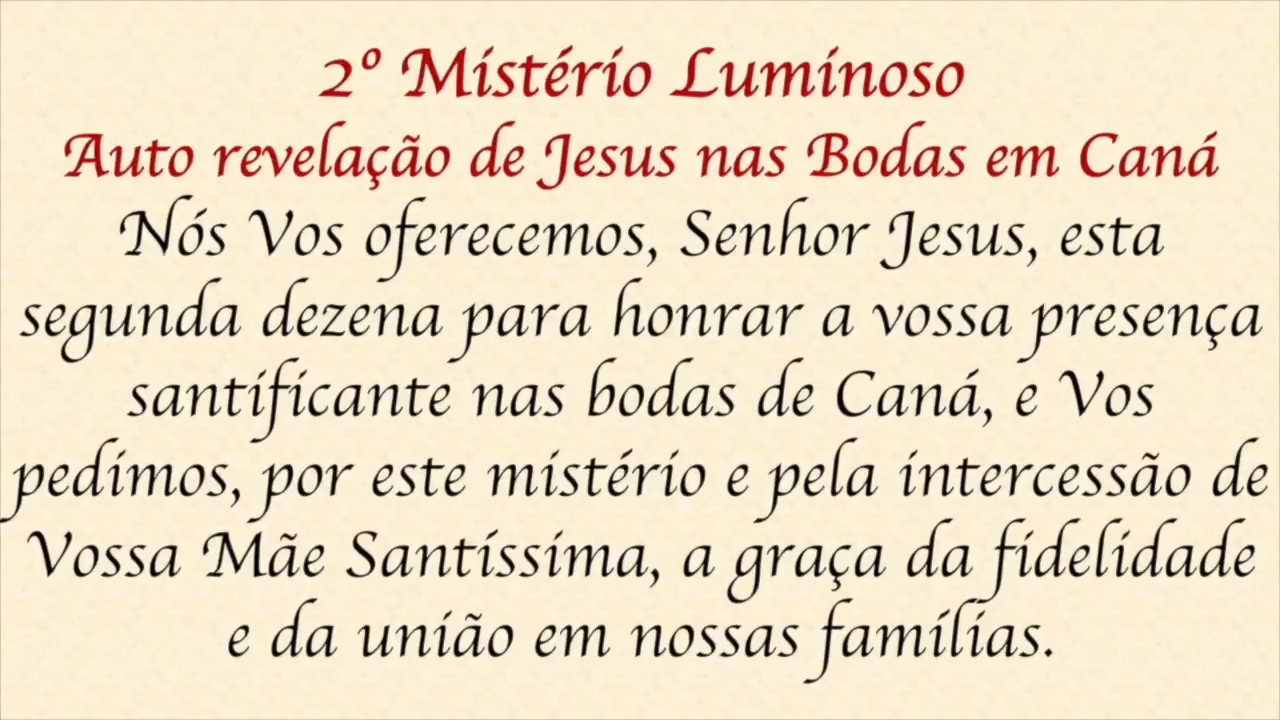 2º Mistério Luminoso
Auto revelação de Jesus nas Bodas em Caná
Nós Vos oferecemos, Senhor Jesus, esta
segunda dezena para honrar a vossa presença
santificante nas bodas de Caná, e Vos
pedimos, por este mistério e pela intercessão de
Vossa Mãe Santíssima, a graça da fidelidade
e da união em nossas famílias.